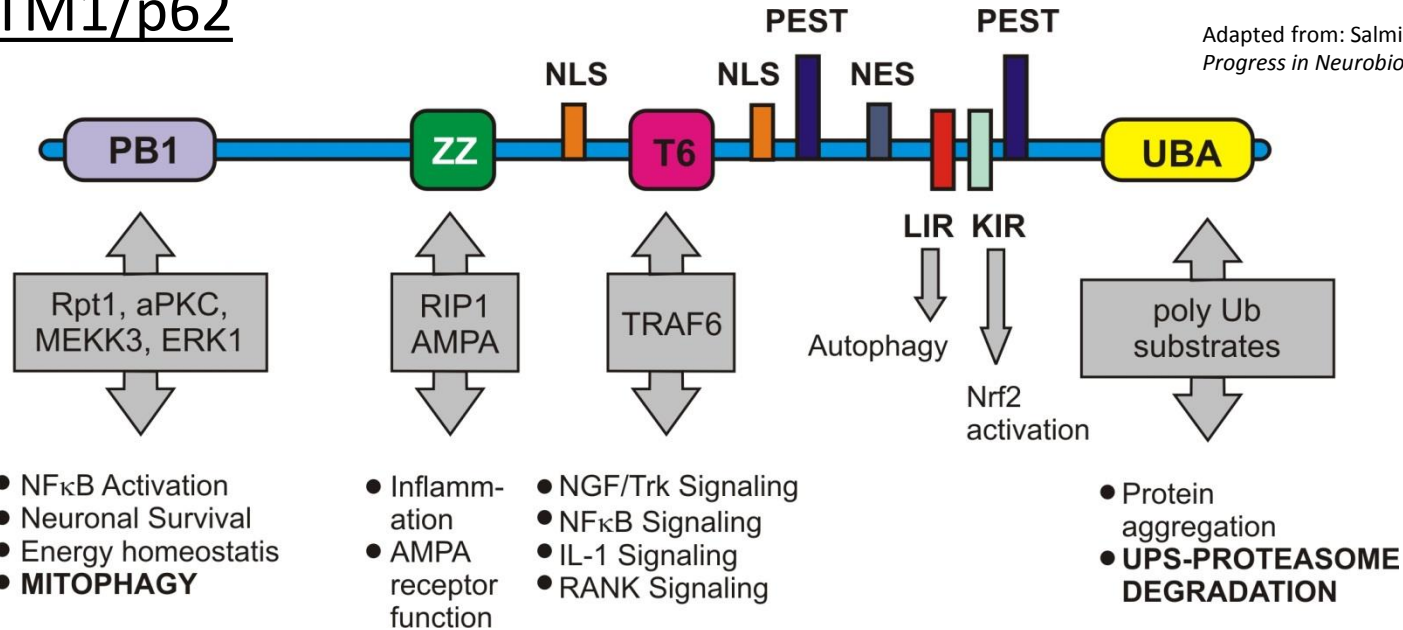 TM1/p62
Adapted from: Salmi
Progress in Neurobio
PEST
PEST
NLS
NLS
NES
PB1
ZZ
T6
UBA
LIR KIR
Rpt1, aPKC,
MEKK3, ERK1
RIP1
AMPA
TRAF6
Autophagy
Nrf2
activation
poly Ub
substrates
● NFκB Activation
● Neuronal Survival
● Energy homeostatis
● MITOPHAGY
● Inflamm-
ation
● AMPA
receptor
function
● NGF/Trk Signaling
● NFκB Signaling
● IL-1 Signaling
● RANK Signaling
● Protein
aggregation
● UPS-PROTEASOME
DEGRADATION